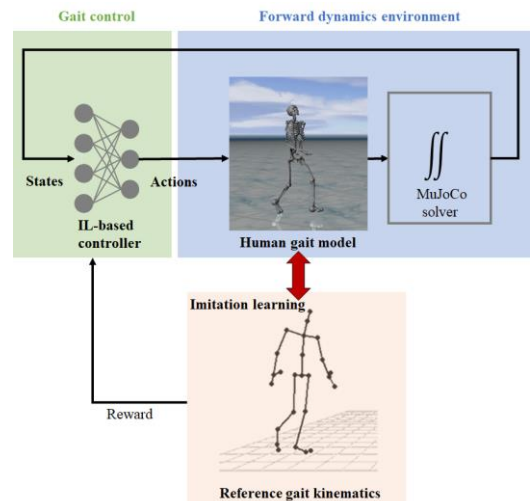 Gait control
Forward dynamics environment
States
Actions
IL-based
controller
Human gait model
∬
MuJoCo
solver
Imitation learning
Reward
Reference gait kinematics